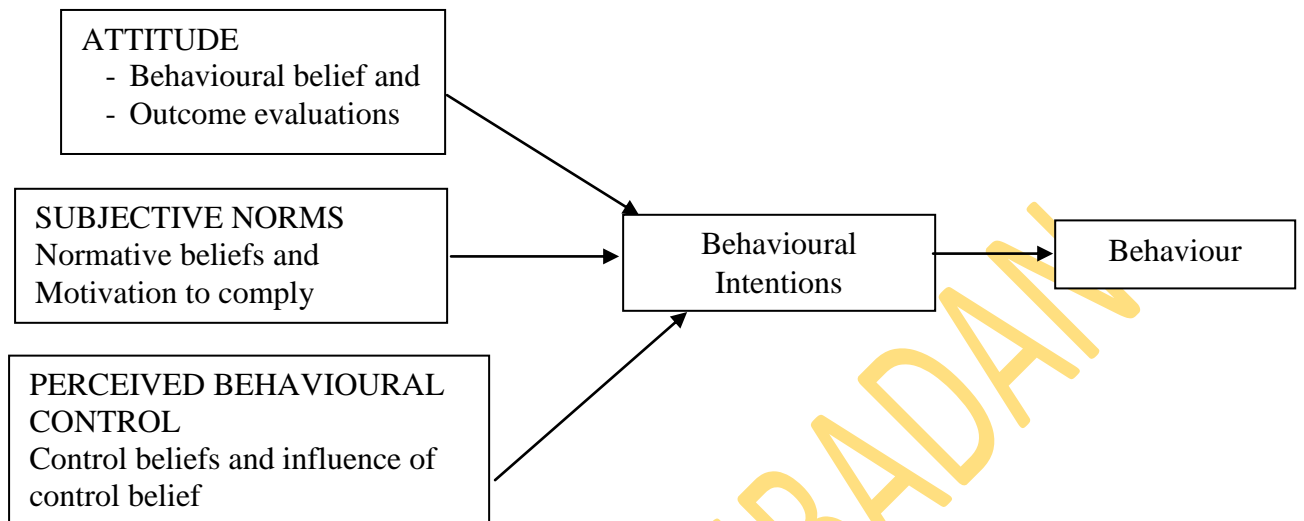 ATTITUDE
- Behavioural belief and
- Outcome evaluations
SUBJECTIVE NORMS
Normative beliefs and
Motivation to comply
PERCEIVED BEHAVIOURAL
CONTROL
Control beliefs and influence of
control belief
Behavioural
Intentions
Behaviour
BADAN